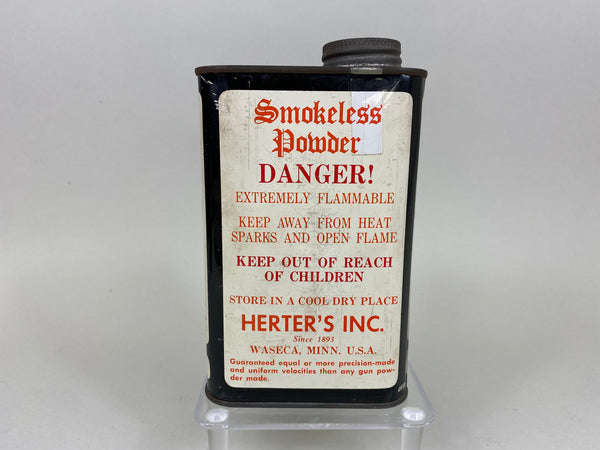 Smokeless
Powder
DANGER!
EXTREMELY FLAMMABLE
KEEP AWAY FROM HEAT
SPARKS AND OPEN FLAME
KEEP OUT OF REACH
OF CHILDREN
STORE IN A COOL DRY PLACE
HERTER'S INC.
Since 1893
WASECA, MINN. U.S.A.
Guaranteed equal or more precision-made
and uniform velocities than any gun pow-
der made.